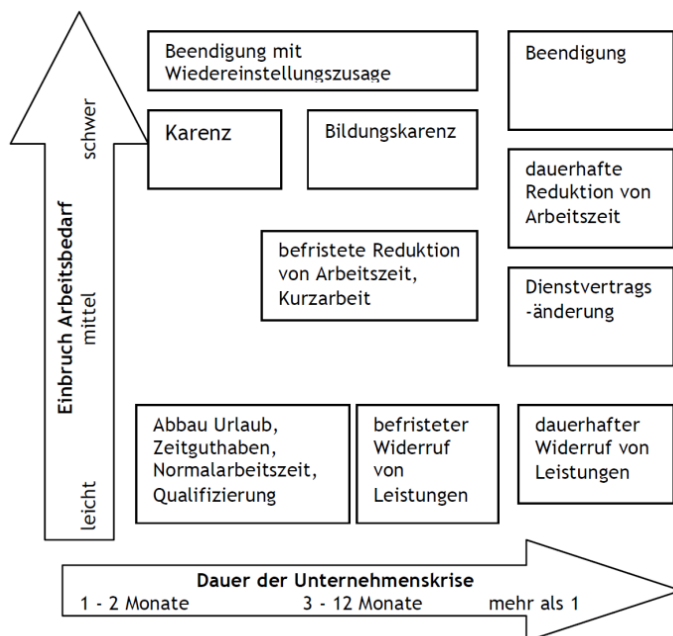 Beendigung mit
Wiedereinstellungszusage
Beendigung
Karenz
Bildungskarenz
dauerhafte
Reduktion von
Arbeitszeit
befristete Reduktion
von Arbeitszeit,
Kurzarbeit
Dienstvertrags
-änderung
Abbau Urlaub,
Zeitguthaben,
Normalarbeitszeit,
Qualifizierung
befristeter
Widerruf
von
Leistungen
dauerhafter
Widerruf von
Leistungen
Einbruch Arbeitsbedarf
leicht mittel schwer
Dauer der Unternehmenskrise
1 - 2 Monate 3 - 12 Monate mehr als 1